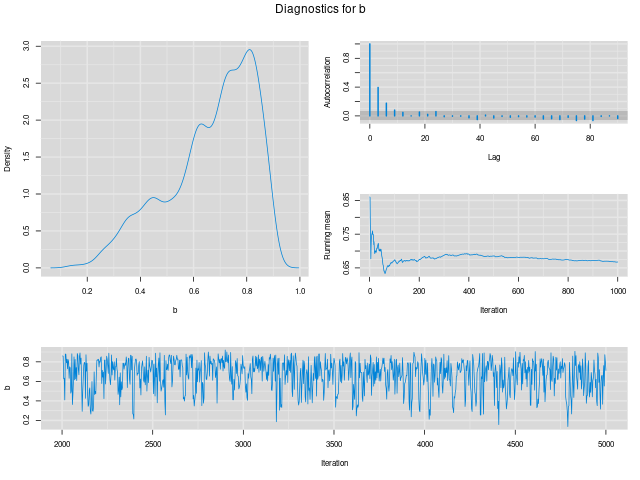 Diagnostics for b
Density
3.0
2.5
2.0
1.5
1.0
0.5
0.0
0.2 0.4 0.6 0.8 1.0
b
Autocorrelation
0.8
0.4
0.0
0 20 40 60 80
Lag
Running mean
0.85
0.75
0.65
0 200 400 600 800 1000
Iteration
b
0.8
0.6
0.4
0.2
2000 2500 3000 3500 4000 4500 5000
Iteration